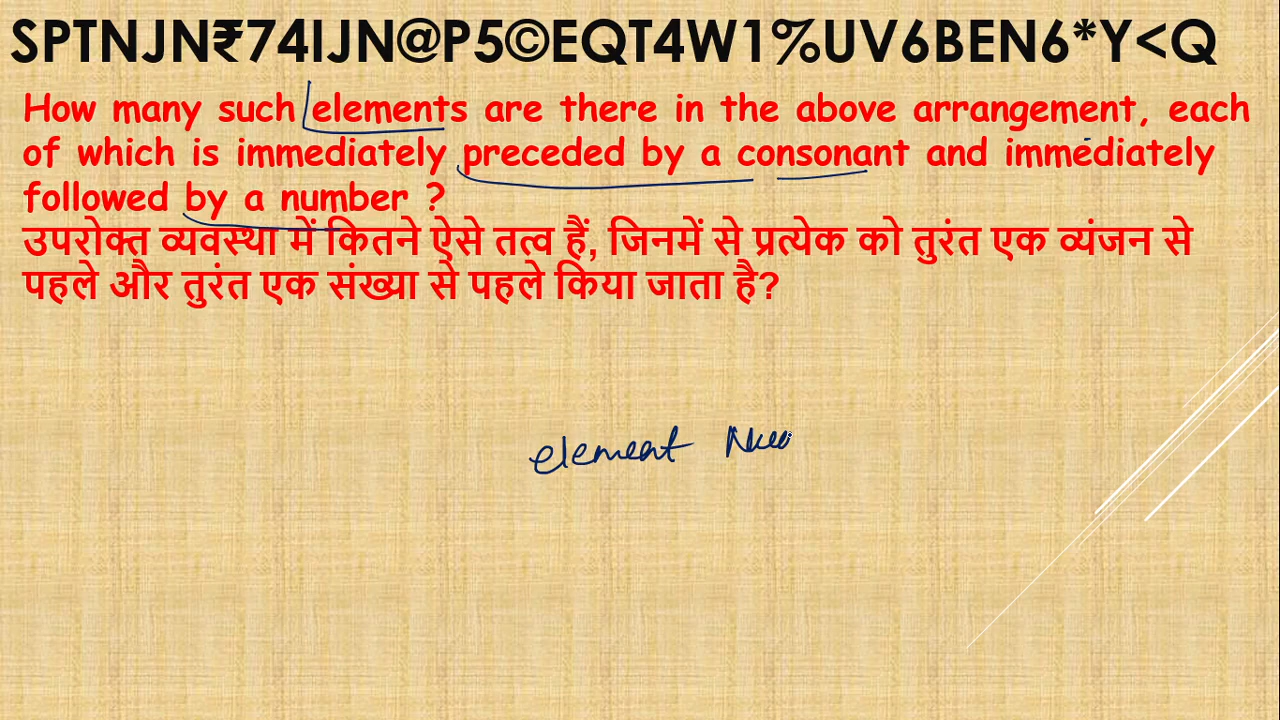 SPTNJN₹74IJN@P5©EQT4W1%UV6BEN6*Y<Q
How many such elements are there in the above arrangement, each
of which is immediately preceded by a consonant and immediately
followed by a number ?
उपरोक्त व्यवस्था में कितने ऐसे तत्व हैं, जिनमें से प्रत्येक को तुरंत एक व्यंजन से
पहले और तुरंत एक संख्या से पहले किया जाता है?
element